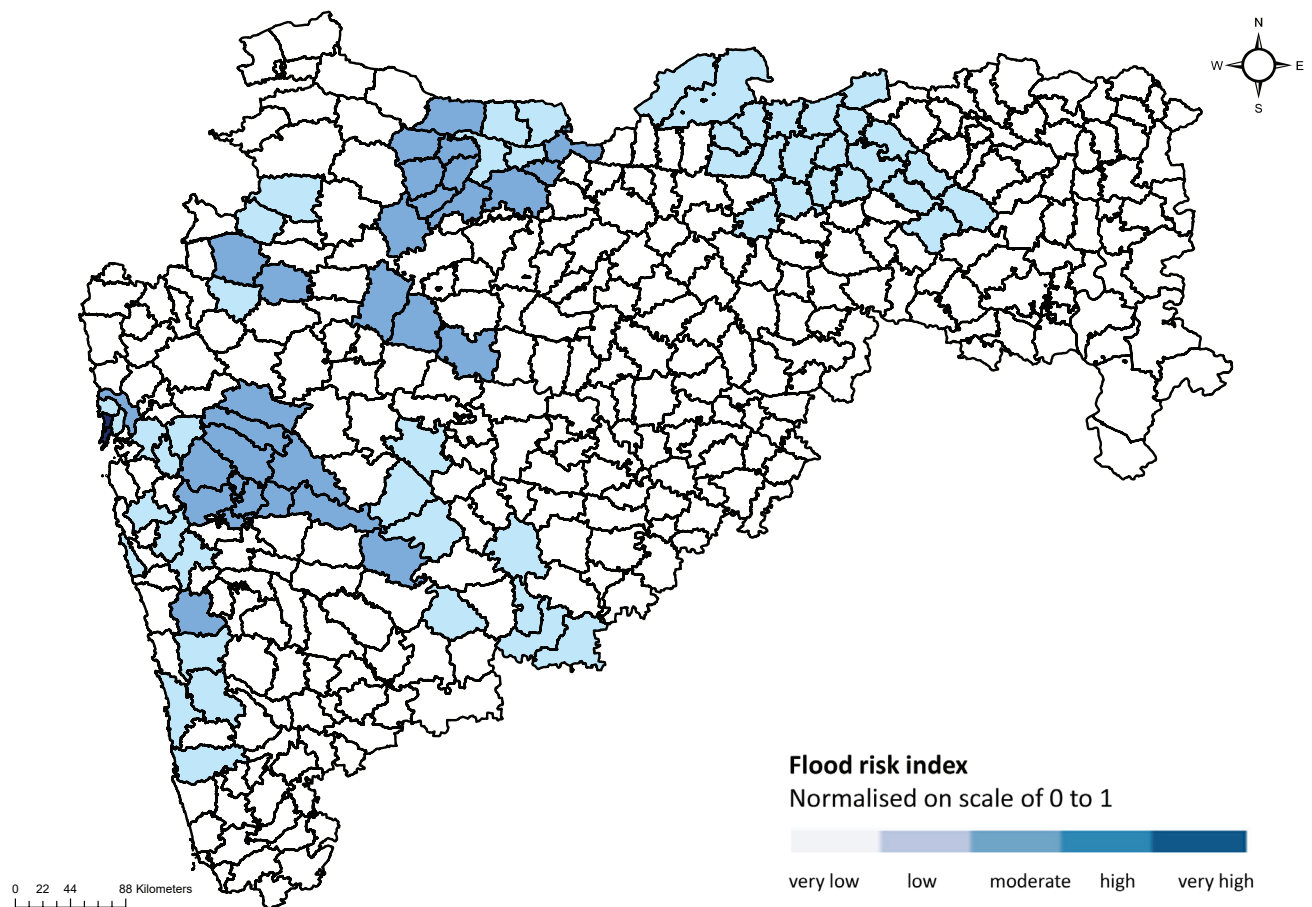 N
W E
S
Flood risk index
Normalised on scale of 0 to 1
very low low moderate high very high
0 22 44 88 Kilometers